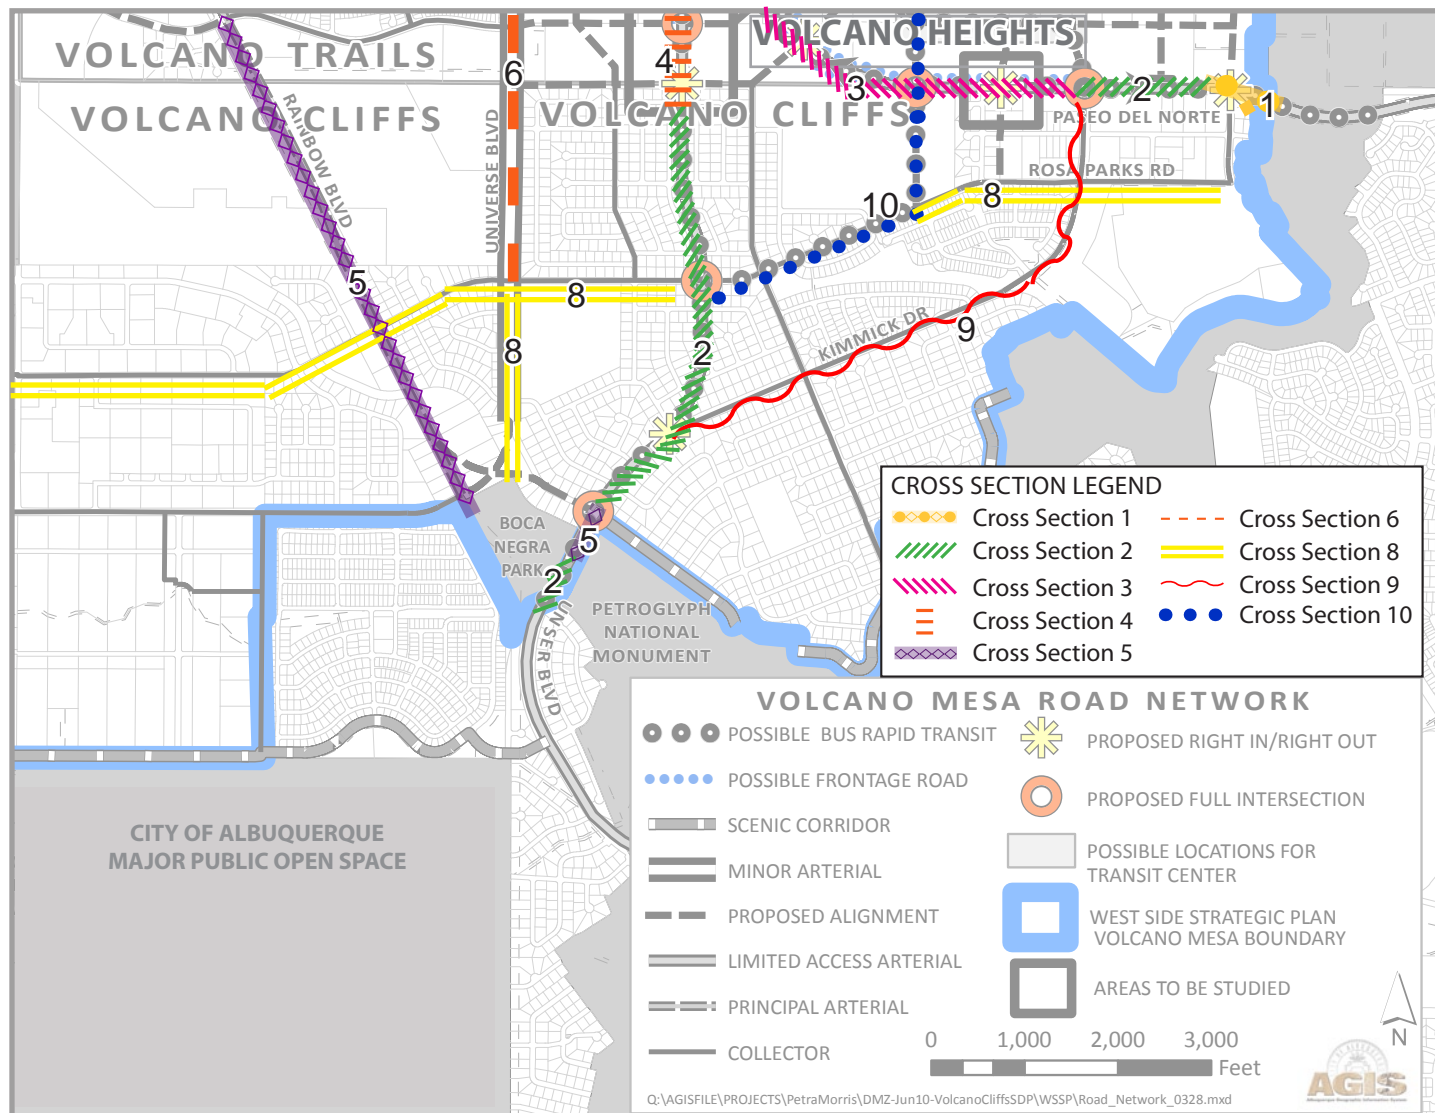 VOLCANO TRAILS
VOLCANO HEIGHTS
VOLCANO CLIFFS
VOLCANO CLIFFS
RAINBOW BLVD
UNIVERSE BLVD
6
4
3
2
1
PASEO DEL NORTE
ROSA PARKS RD
8
10
5
8
8
2
KIMMICK DR
9
BOCA
NEGRA
PARK
5
2
UNSER BLVD
PETROGLYPH
NATIONAL
MONUMENT
CITY OF ALBUQUERQUE
MAJOR PUBLIC OPEN SPACE
CROSS SECTION LEGEND
Cross Section 1
Cross Section 2
Cross Section 3
Cross Section 4
Cross Section 5
Cross Section 6
Cross Section 8
Cross Section 9
Cross Section 10
VOLCANO MESA ROAD NETWORK
POSSIBLE BUS RAPID TRANSIT
POSSIBLE FRONTAGE ROAD
SCENIC CORRIDOR
MINOR ARTERIAL
PROPOSED ALIGNMENT
LIMITED ACCESS ARTERIAL
PRINCIPAL ARTERIAL
COLLECTOR
PROPOSED RIGHT IN/RIGHT OUT
PROPOSED FULL INTERSECTION
POSSIBLE LOCATIONS FOR
TRANSIT CENTER
WEST SIDE STRATEGIC PLAN
VOLCANO MESA BOUNDARY
AREAS TO BE STUDIED
N
0 1,000 2,000 3,000
Feet
AGIS
Q:\AGISFILE\PROJECTS\PetraMorris\DMZ-Jun10-VolcanoCliffsSDP\WSSP\Road_Network_0328.mxd